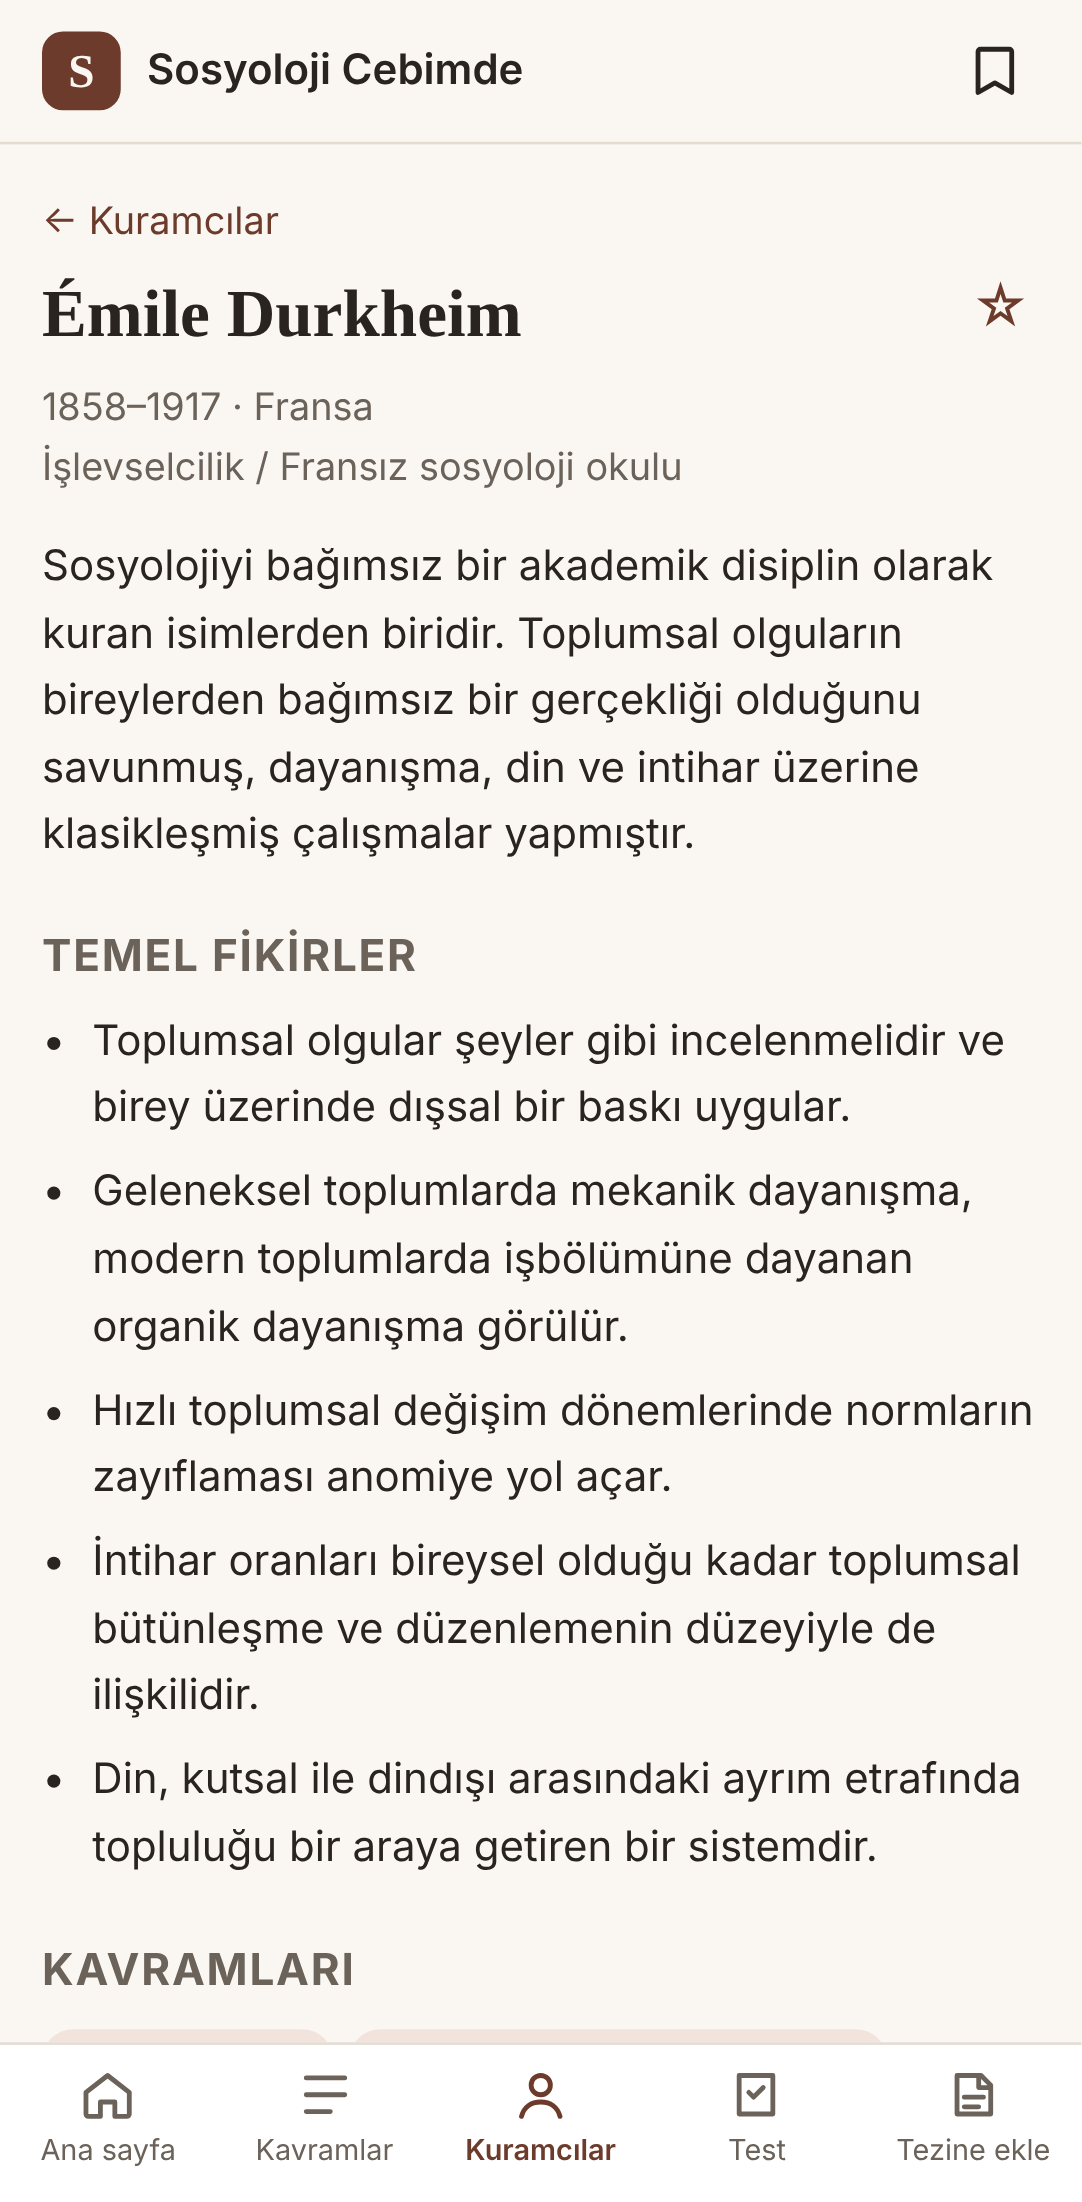 S Sosyoloji Cebimde
← Kuramcılar
Émile Durkheim
1858–1917 · Fransa
İşlevselcilik / Fransız sosyoloji okulu
Sosyolojiyi bağımsız bir akademik disiplin olarak
kuran isimlerden biridir. Toplumsal olguların
bireylerden bağımsız bir gerçekliği olduğunu
savunmuş, dayanışma, din ve intihar üzerine
klasikleşmiş çalışmalar yapmıştır.
TEMEL FİKİRLER
• Toplumsal olgular şeyler gibi incelenmelidir ve
birey üzerinde dışsal bir baskı uygular.
• Geleneksel toplumlarda mekanik dayanışma,
modern toplumlarda işbölümüne dayanan
organik dayanışma görülür.
• Hızlı toplumsal değişim dönemlerinde normların
zayıflaması anomiye yol açar.
• İntihar oranları bireysel olduğu kadar toplumsal
bütünleşme ve düzenlemenin düzeyiyle de
ilişkilidir.
• Din, kutsal ile dindışı arasındaki ayrım etrafında
topluluğu bir araya getiren bir sistemdir.
KAVRAMLARI
Ana sayfa Kavramlar Kuramcılar Test Tezine ekle